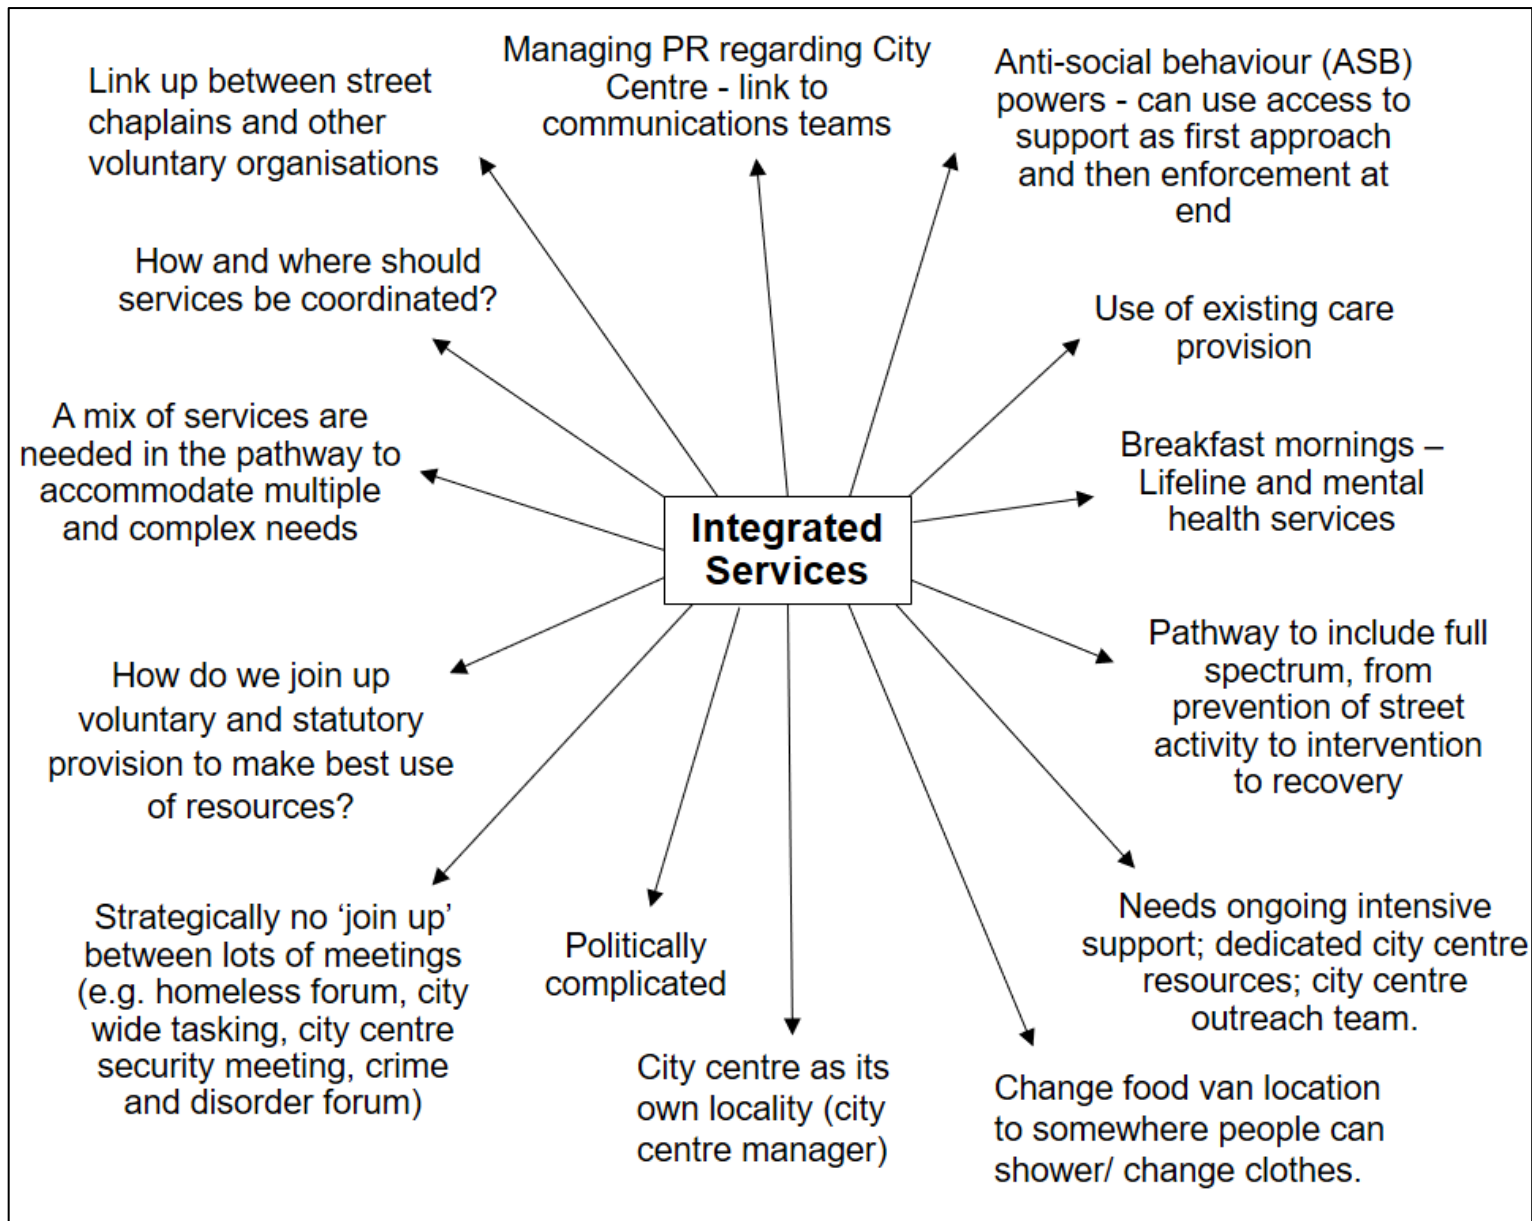 Managing PR regarding City
Centre - link to
communications teams
Anti-social behaviour (ASB)
powers - can use access to
support as first approach
and then enforcement at
end
Link up between street
chaplains and other
voluntary organisations
How and where should
services be coordinated?
Use of existing care
provision
A mix of services are
needed in the pathway to
accommodate multiple
and complex needs
Breakfast mornings –
Lifeline and mental
health services
Integrated
Services
Pathway to include full
spectrum, from
prevention of street
activity to intervention
to recovery
How do we join up
voluntary and statutory
provision to make best use
of resources?
Needs ongoing intensive
support; dedicated city centre
resources; city centre
outreach team.
Strategically no ‘join up’
between lots of meetings
(e.g. homeless forum, city
wide tasking, city centre
security meeting, crime
and disorder forum)
Politically
complicated
City centre as its
own locality (city
centre manager)
Change food van location
to somewhere people can
shower/ change clothes.